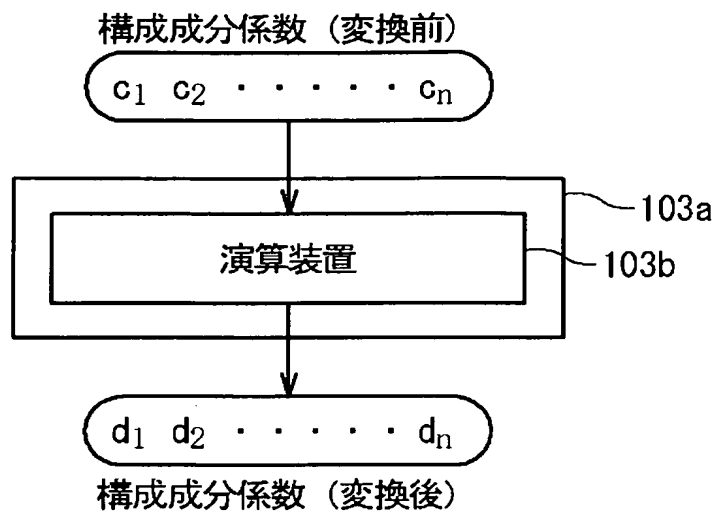 構成成分係数 (変換前)
c1 c2 ・ ・ ・ ・ ・ cn
103a
演算装置
103b
d1 d2 ・ ・ ・ ・ ・ dn
構成成分係数 (変換後)